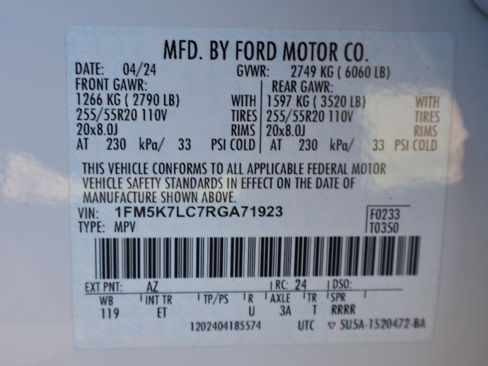 MFD. BY FORD MOTOR CO.
DATE: 04/24 GVWR: 2749 KG (6060 LB)
FRONT GAWR: REAR GAWR:
1266 KG (2790 LB) WITH 1597 KG (3520 LB) WITH
255/55R20 110V TIRES 255/55R20 110V TIRES
20x8.0J RIMS 20x8.0J RIMS
AT 230 kPa/ 33 PSI COLD AT 230 kPa/ 33 PSI COLD
THIS VEHICLE CONFORMS TO ALL APPLICABLE FEDERAL MOTOR
VEHICLE SAFETY STANDARDS IN EFFECT ON THE DATE OF
MANUFACTURE SHOWN ABOVE.
VIN: 1FM5K7LC7RGA71923 F0233
TYPE: MPV T0350
EXT PNT: AZ RC: 24 DSO:
WB INT TR TP/PS R AXLE TR SPR
119 ET U 3A T RRRR
1202404185574 UTC ▽ SU5A-1520472-BA